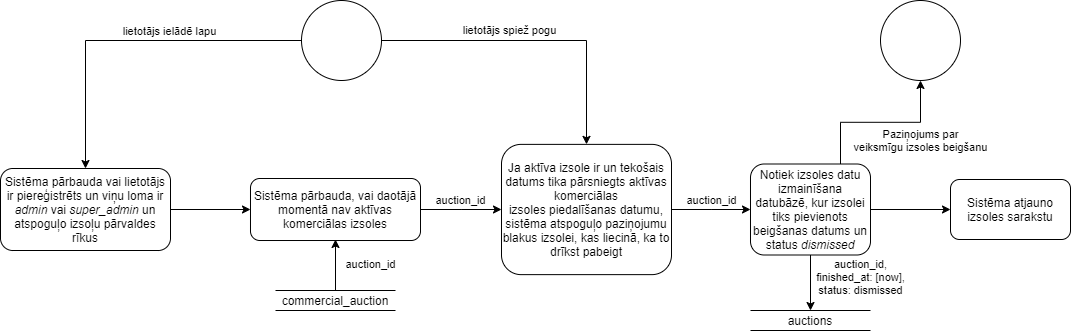 lietotājs ielādē lapu
lietotājs spiež pogu
Paziņojums par
veiksmīgu izsoles beigšanu
Sistēma pārbauda vai lietotājs
ir piereģistrēts un viņu loma ir
admin vai super_admin un
atspoguļo izsoļu pārvaldes
rīkus
Sistēma pārbauda, vai daotājā
momentā nav aktīvas
komerciālas izsoles
auction_id
Ja aktīva izsole ir un tekošais
datums tika pārsniegts aktīvas
komerciālas
izsoles piedalīšanas datumu,
sistēma atspoguļo paziņojumu
blakus izsolei, kas liecinā, ka to
drīkst pabeigt
auction_id
Notiek izsoles datu
izmainīšana
datubāzē, kur izsolei
tiks pievienots
beigšanas datums un
status dismissed
Sistēma atjauno
izsoles sarakstu
auction_id
commercial_auction
auction_id,
finished_at: [now],
status: dismissed
auctions